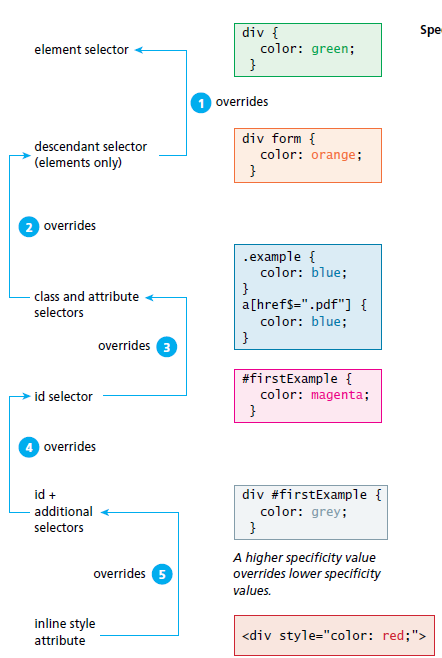 Spe
element selector
div {
color: green;
}
1 overrides
descendant selector
(elements only)
div form {
color: orange;
}
2 overrides
class and attribute
selectors
.example {
color: blue;
}
a[href$=".pdf"] {
color: blue;
}
overrides 3
id selector
#firstExample {
color: magenta;
}
4 overrides
id +
additional
selectors
div #firstExample {
color: grey;
}
overrides 5
A higher specificity value
overrides lower specificity
values.
inline style
attribute
<div style="color: red;">